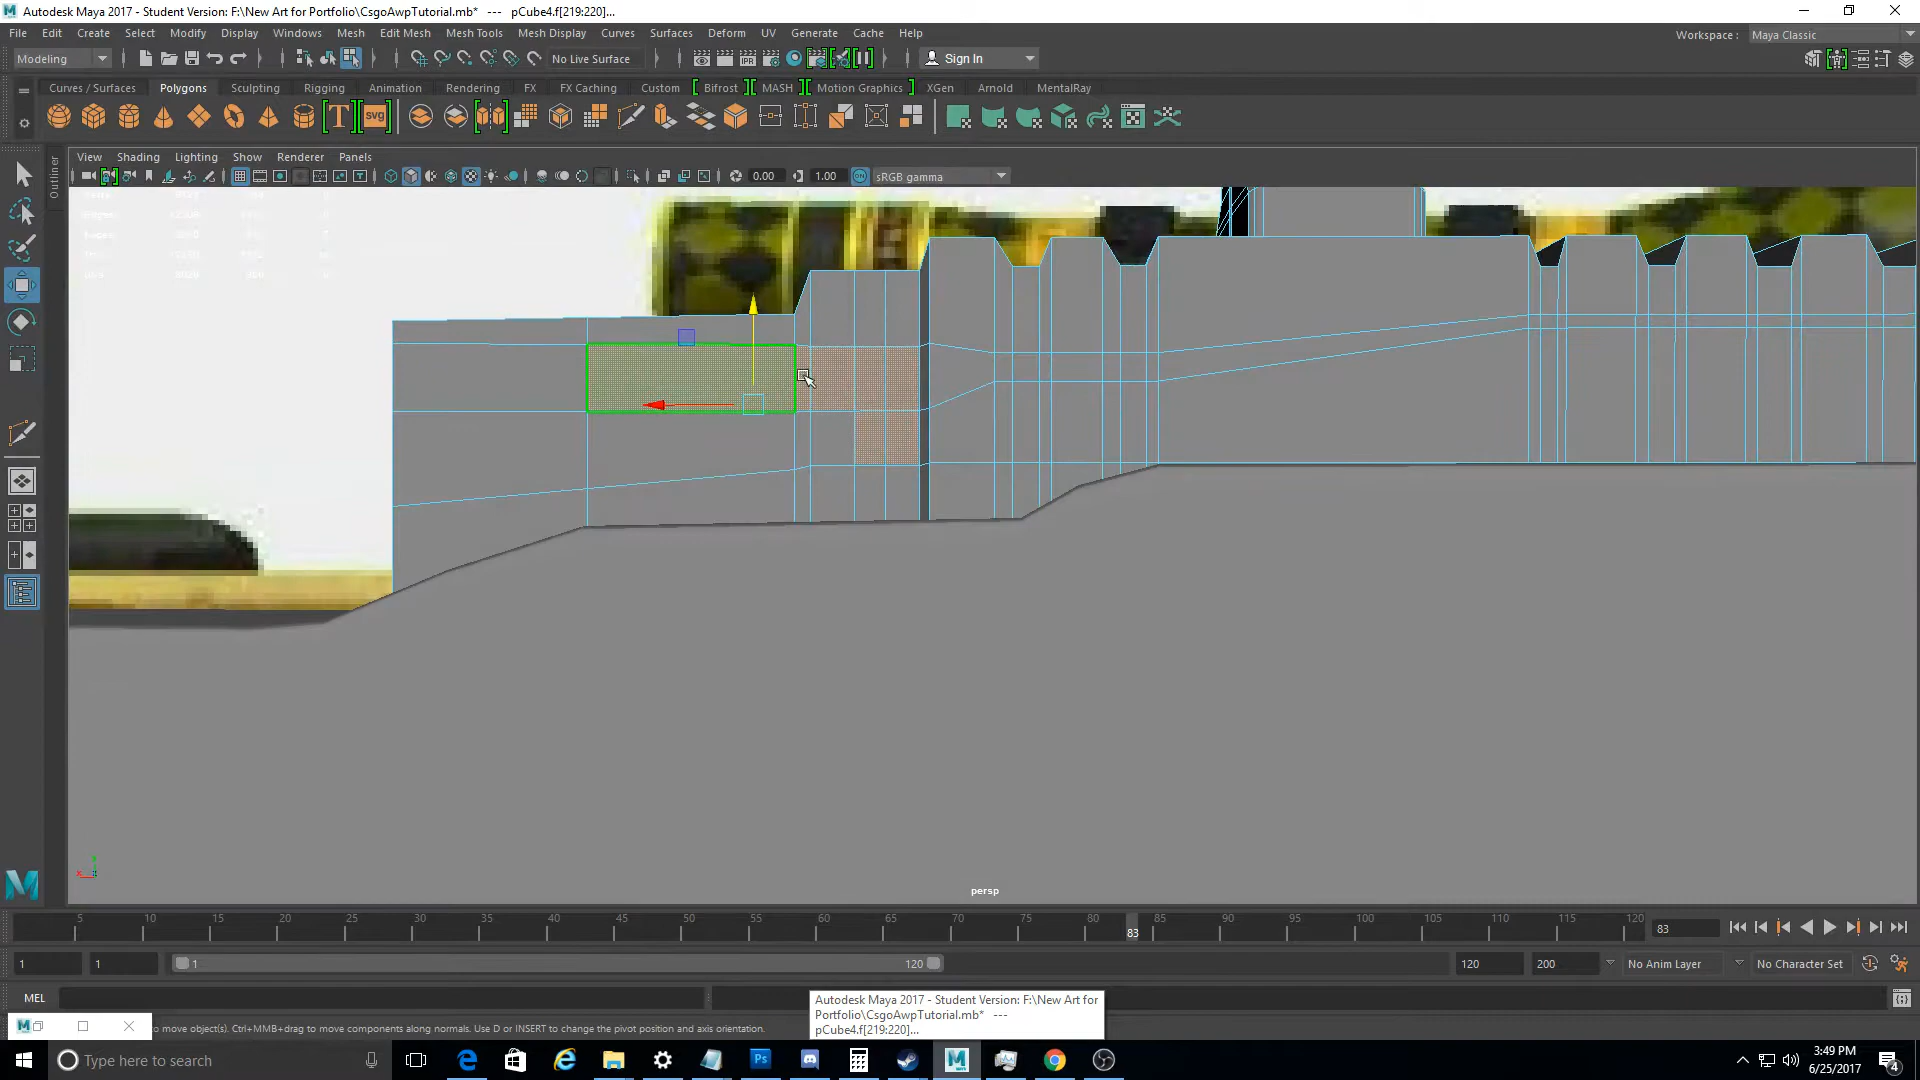 Autodesk Maya 2017 - Student Version: F:\New Art for Portfolio\CsgoAwpTutorial.mb* --- pCube4.f[219:220]...
File Edit Create Select Modify Display Windows Mesh Edit Mesh Mesh Tools Mesh Display Curves Surfaces Deform UV Generate Cache Help Workspace : Maya Classic
Modeling No Live Surface IPR Sign In
Curves / Surfaces Polygons Sculpting Rigging Animation Rendering FX FX Caching Custom Bifrost MASH Motion Graphics XGen Arnold MentalRay
T svg
Outliner
View Shading Lighting Show Renderer Panels
0.00 1.00 ON sRGB gamma
persp
5 10 15 20 25 30 35 40 45 50 55 60 65 70 75 80 85 90 95 100 105 110 115 120
83 83
1 1 1 120 120 200 No Anim Layer No Character Set
MEL
Autodesk Maya 2017 - Student Version: F:\New Art for
Portfolio\CsgoAwpTutorial.mb* ---
pCube4.f[219:220]...
to move object(s). Ctrl+MMB+drag to move components along normals. Use D or INSERT to change the pivot position and axis orientation.
Type here to search
3:49 PM
6/25/2017
4